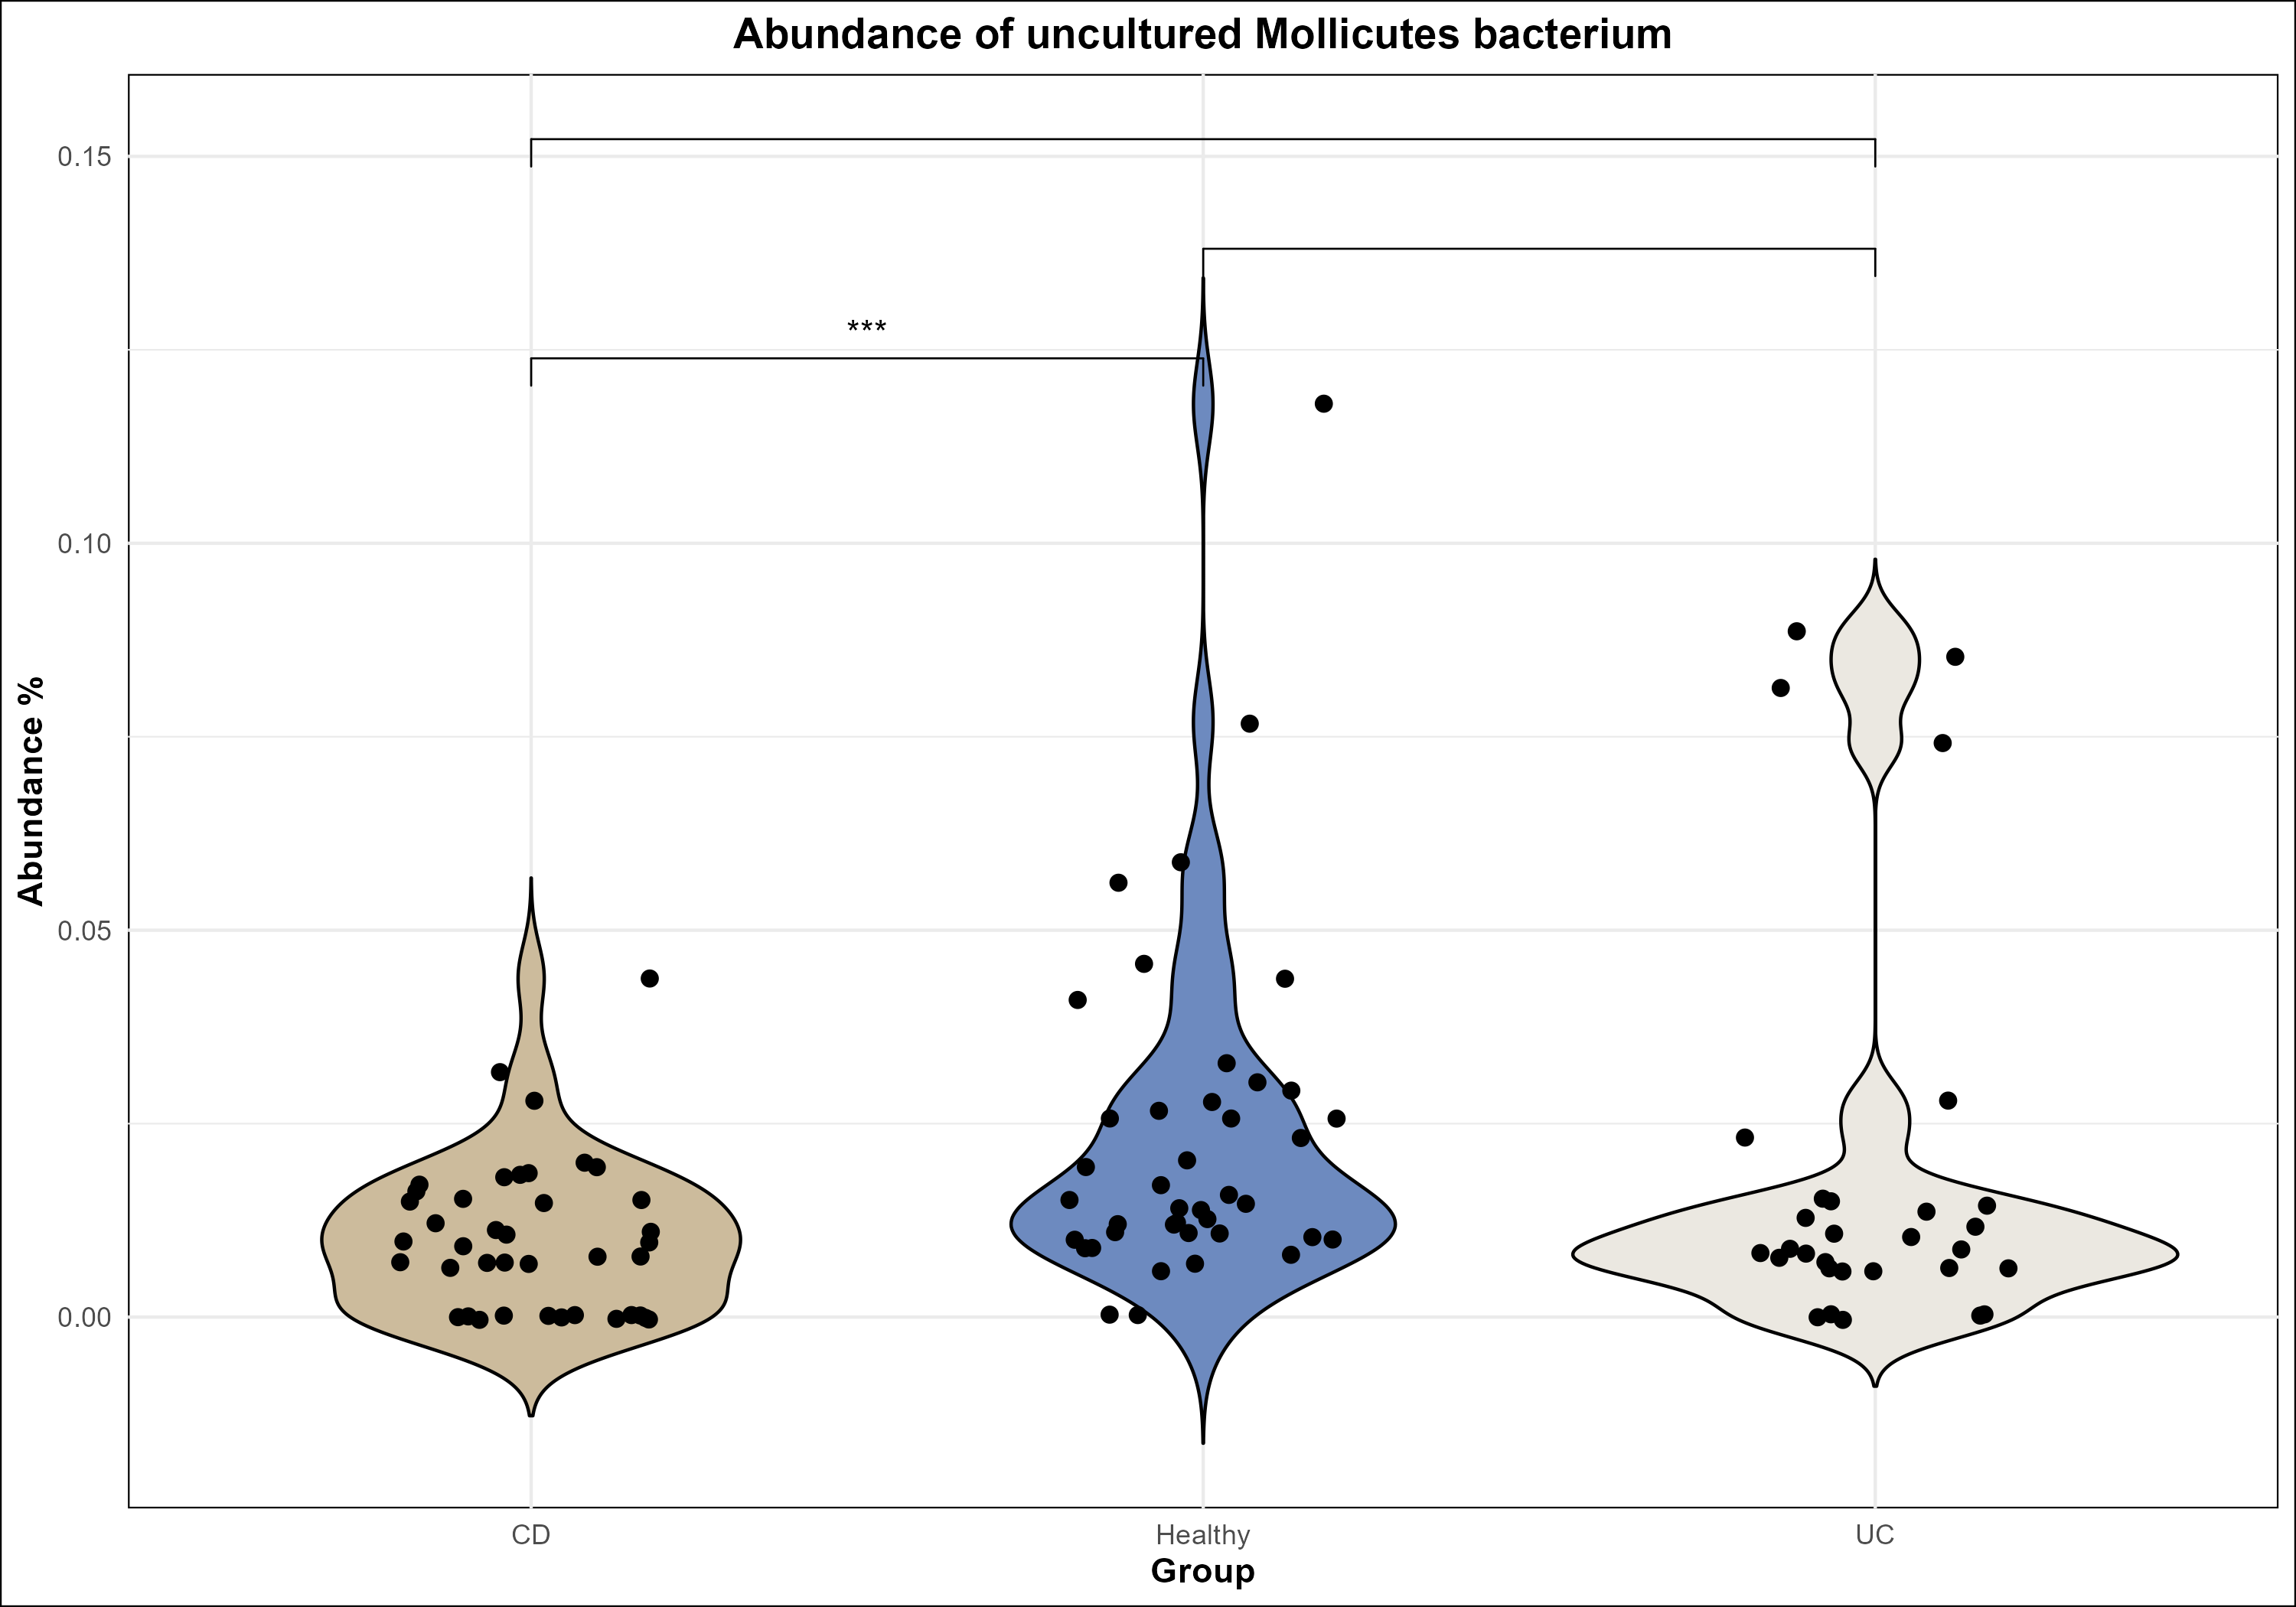 Abundance of uncultured Mollicutes bacterium
Abundance %
0.15
0.10
0.05
0.00
***
CD
Healthy
UC
Group